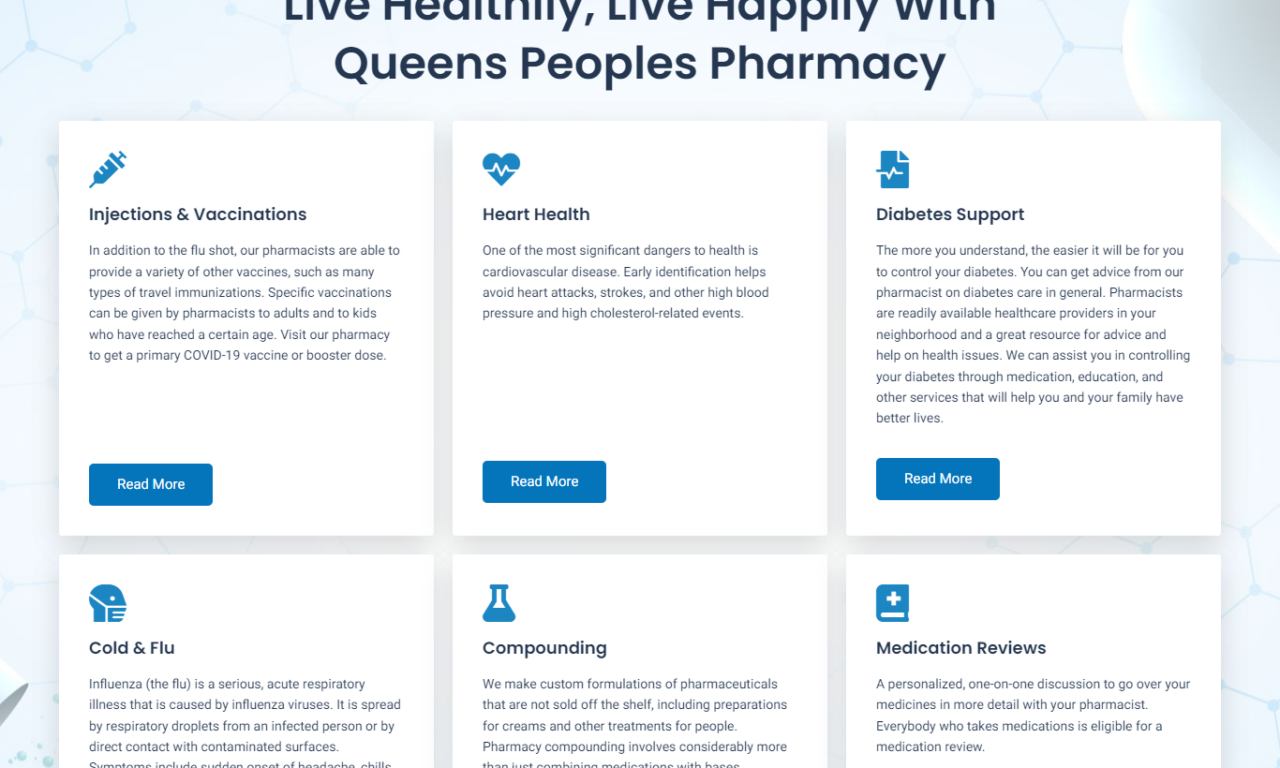 Live Healthily, Live Happily With
Queens Peoples Pharmacy
Injections & Vaccinations
In addition to the flu shot, our pharmacists are able to
provide a variety of other vaccines, such as many
types of travel immunizations. Specific vaccinations
can be given by pharmacists to adults and to kids
who have reached a certain age. Visit our pharmacy
to get a primary COVID-19 vaccine or booster dose.
Read More
Heart Health
One of the most significant dangers to health is
cardiovascular disease. Early identification helps
avoid heart attacks, strokes, and other high blood
pressure and high cholesterol-related events.
Read More
Diabetes Support
The more you understand, the easier it will be for you
to control your diabetes. You can get advice from our
pharmacist on diabetes care in general. Pharmacists
are readily available healthcare providers in your
neighborhood and a great resource for advice and
help on health issues. We can assist you in controlling
your diabetes through medication, education, and
other services that will help you and your family have
better lives.
Read More
Cold & Flu
Influenza (the flu) is a serious, acute respiratory
illness that is caused by influenza viruses. It is spread
by respiratory droplets from an infected person or by
direct contact with contaminated surfaces.
Symptoms include sudden onset of headache, chills,
Compounding
We make custom formulations of pharmaceuticals
that are not sold off the shelf, including preparations
for creams and other treatments for people.
Pharmacy compounding involves considerably more
than just combining medications with bases.
Medication Reviews
A personalized, one-on-one discussion to go over your
medicines in more detail with your pharmacist.
Everybody who takes medications is eligible for a
medication review.